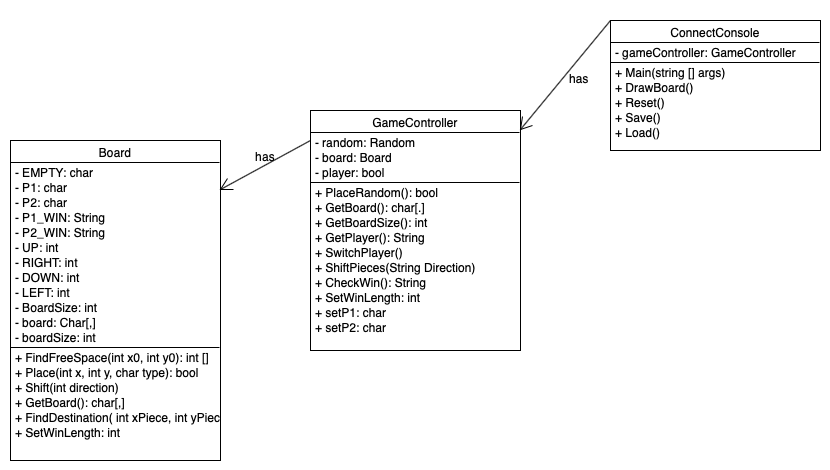 ConnectConsole
- gameController: GameController
+ Main(string [] args)
+ DrawBoard()
+ Reset()
+ Save()
+ Load()
has
GameController
- random: Random
- board: Board
- player: bool
+ PlaceRandom(): bool
+ GetBoard(): char[,]
+ GetBoardSize(): int
+ GetPlayer(): String
+ SwitchPlayer()
+ ShiftPieces(String Direction)
+ CheckWin(): String
+ SetWinLength: int
+ setP1: char
+ setP2: char
has
Board
- EMPTY: char
- P1: char
- P2: char
- P1_WIN: String
- P2_WIN: String
- UP: int
- RIGHT: int
- DOWN: int
- LEFT: int
- BoardSize: int
- board: Char[,]
- boardSize: int
+ FindFreeSpace(int x0, int y0): int []
+ Place(int x, int y, char type): bool
+ Shift(int direction)
+ GetBoard(): char[,]
+ FindDestination( int xPiece, int yPiec
+ SetWinLength: int